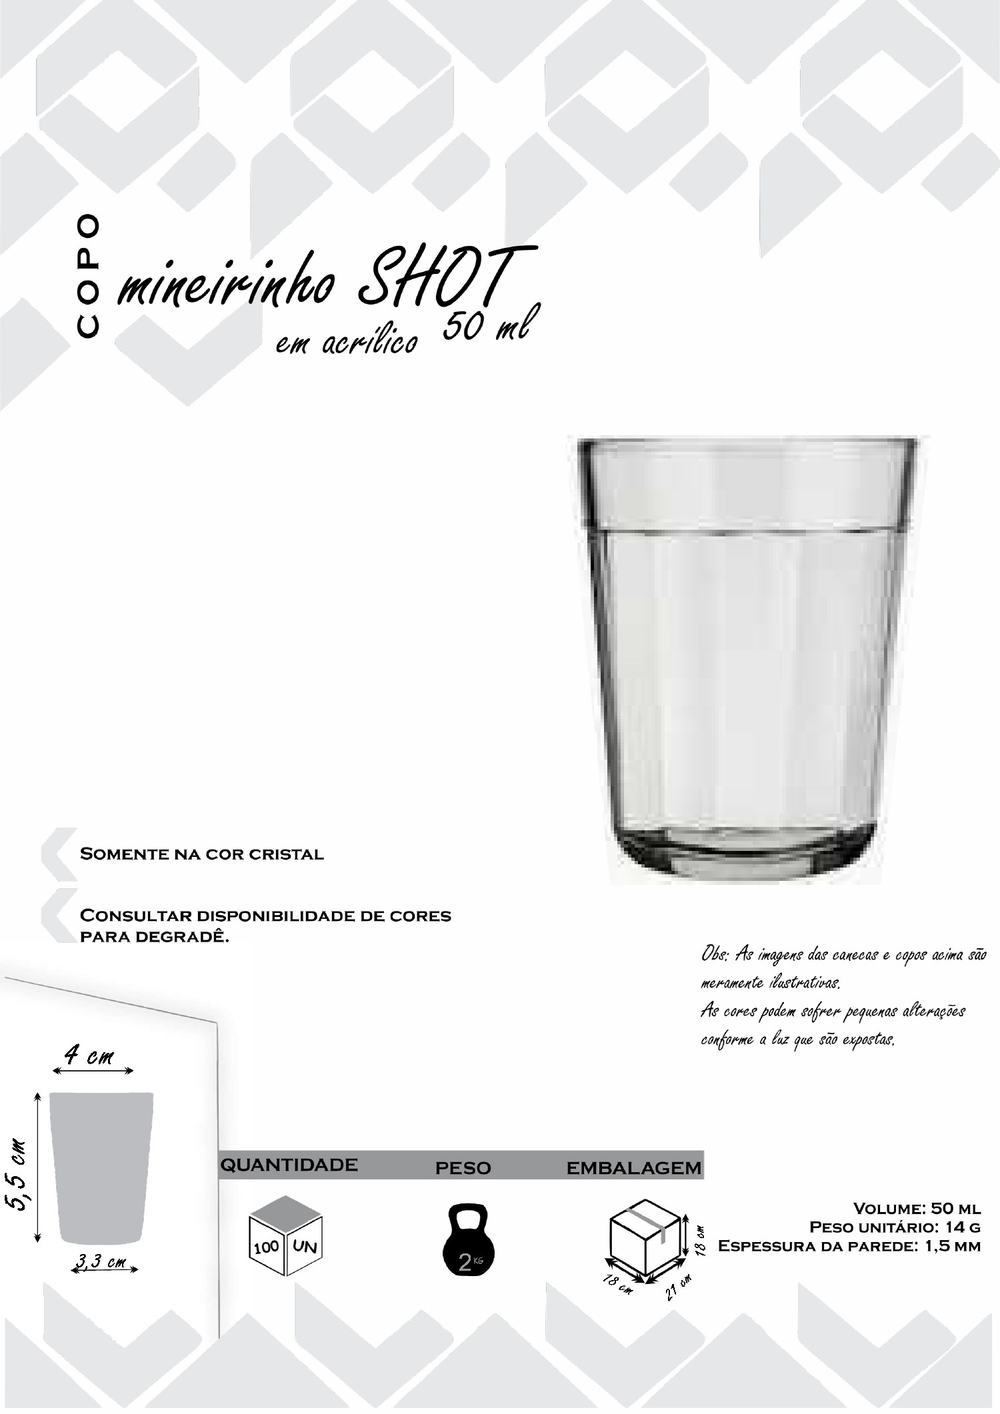 COPO
mineirinho SHOT
em acrílico 50 ml
SOMENTE NA COR CRISTAL
CONSULTAR DISPONIBILIDADE DE CORES
PARA DEGRADÊ.
Obs: As imagens das canecas e copos acima são
meramente ilustrativas.
As cores podem sofrer pequenas alterações
conforme a luz que são expostas.
4 cm
5,5 cm
3,3 cm
QUANTIDADE PESO EMBALAGEM
100 UN
2 KG
18 cm
18 cm
21 cm
VOLUME: 50 ML
PESO UNITÁRIO: 14 G
ESPESSURA DA PAREDE: 1,5 MM